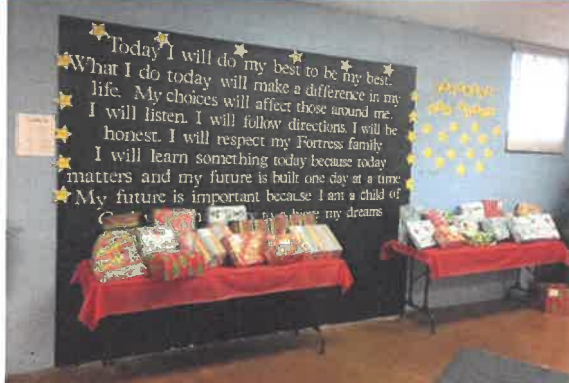 Today I will do my best to be my best.
What I do today will make a difference in my
life. My choices will affect those around me.
I will listen. I will follow directions. I will be
honest. I will respect my Fortress family
I will learn something today because today
matters and my future is built one day at a time
My future is important because I am a child of
my dreams